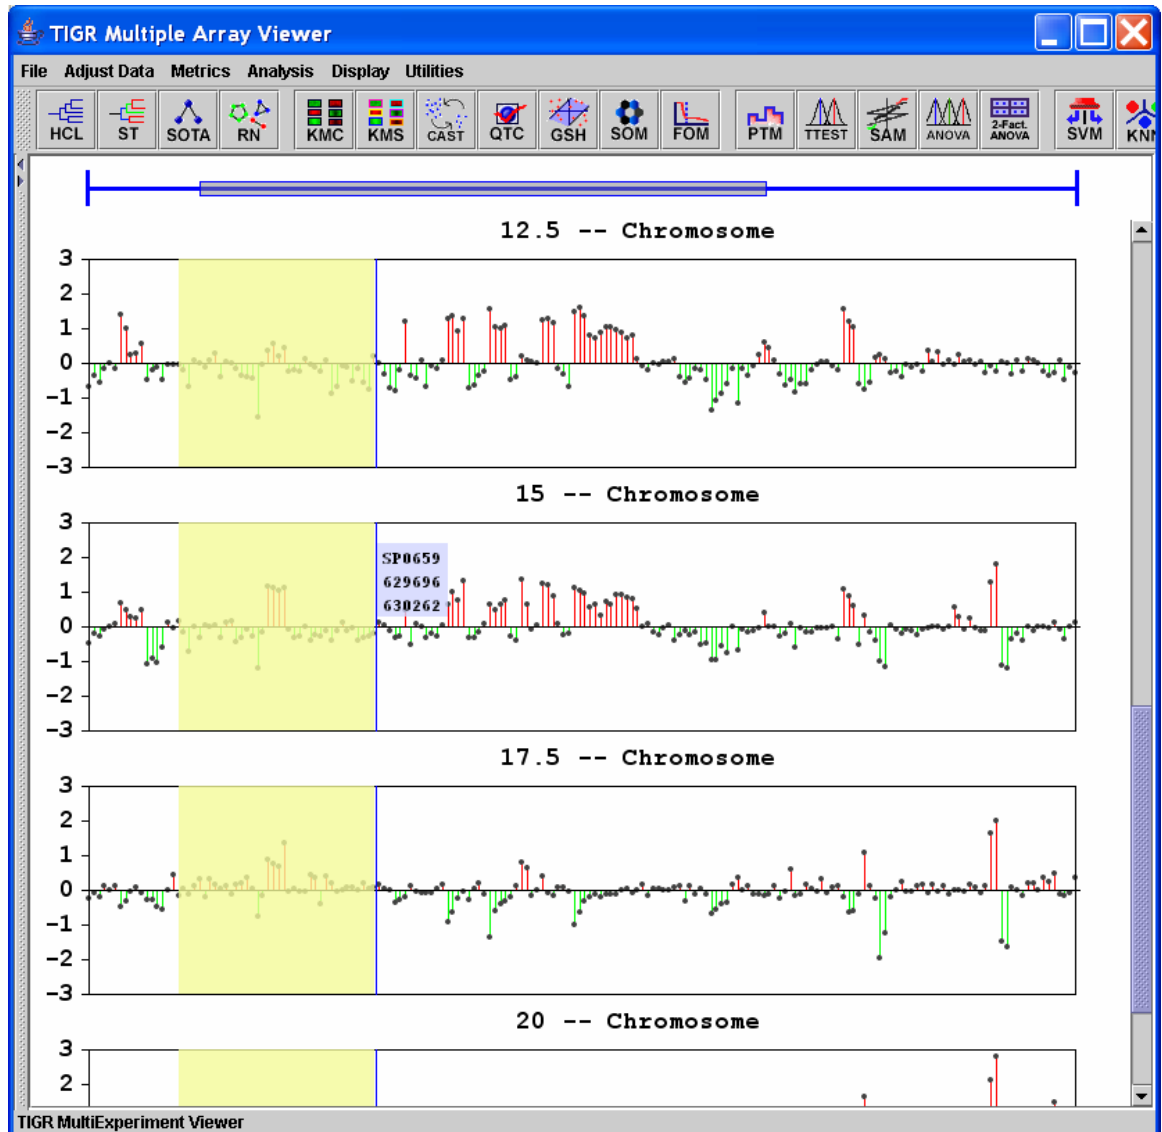 TIGR Multiple Array Viewer
File Adjust Data Metrics Analysis Display Utilities
HCL ST SOTA RN KMC KMS CAST QTC GSH SOM FOM PTM TTEST SAM ANOVA 2-Fact. ANOVA SVM KNN
12.5 -- Chromosome
3
2
1
0
-1
-2
-3
15 -- Chromosome
3
2
1
0
-1
-2
-3
SP0659
629696
630262
17.5 -- Chromosome
3
2
1
0
-1
-2
-3
20 -- Chromosome
3
2
TIGR MultiExperiment Viewer